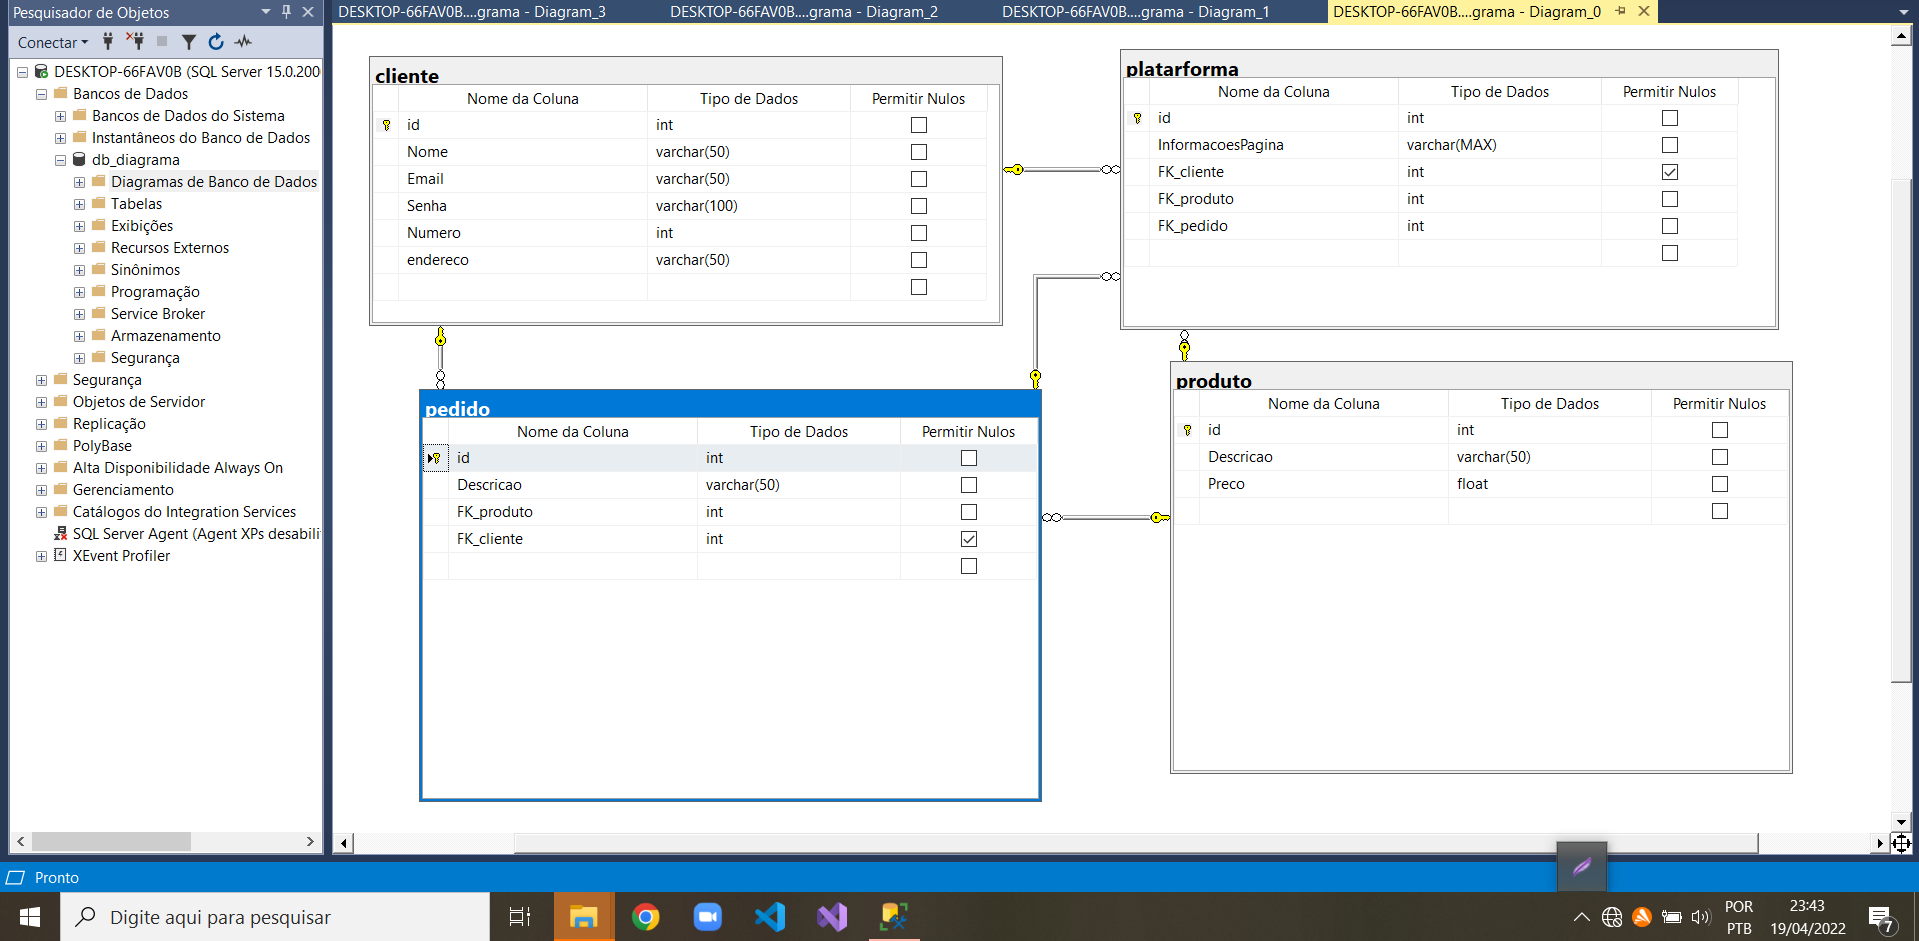 Pesquisador de Objetos
DESKTOP-66FAV0B....grama - Diagram_3
DESKTOP-66FAV0B....grama - Diagram_2
DESKTOP-66FAV0B....grama - Diagram_1
DESKTOP-66FAV0B....grama - Diagram_0
Conectar
DESKTOP-66FAV0B (SQL Server 15.0.200
Bancos de Dados
Bancos de Dados do Sistema
Instantâneos do Banco de Dados
db_diagrama
Diagramas de Banco de Dados
Tabelas
Exibições
Recursos Externos
Sinônimos
Programação
Service Broker
Armazenamento
Segurança
Segurança
Objetos de Servidor
Replicação
PolyBase
Alta Disponibilidade Always On
Gerenciamento
Catálogos do Integration Services
SQL Server Agent (Agent XPs desabili
XEvent Profiler
cliente
Nome da Coluna Tipo de Dados Permitir Nulos
id int
Nome varchar(50)
Email varchar(50)
Senha varchar(100)
Numero int
endereco varchar(50)
platarforma
Nome da Coluna Tipo de Dados Permitir Nulos
id int
InformacoesPagina varchar(MAX)
FK_cliente int
FK_produto int
FK_pedido int
pedido
Nome da Coluna Tipo de Dados Permitir Nulos
id int
Descricao varchar(50)
FK_produto int
FK_cliente int
produto
Nome da Coluna Tipo de Dados Permitir Nulos
id int
Descricao varchar(50)
Preco float
Pronto
Digite aqui para pesquisar
POR
PTB
23:43
19/04/2022
7